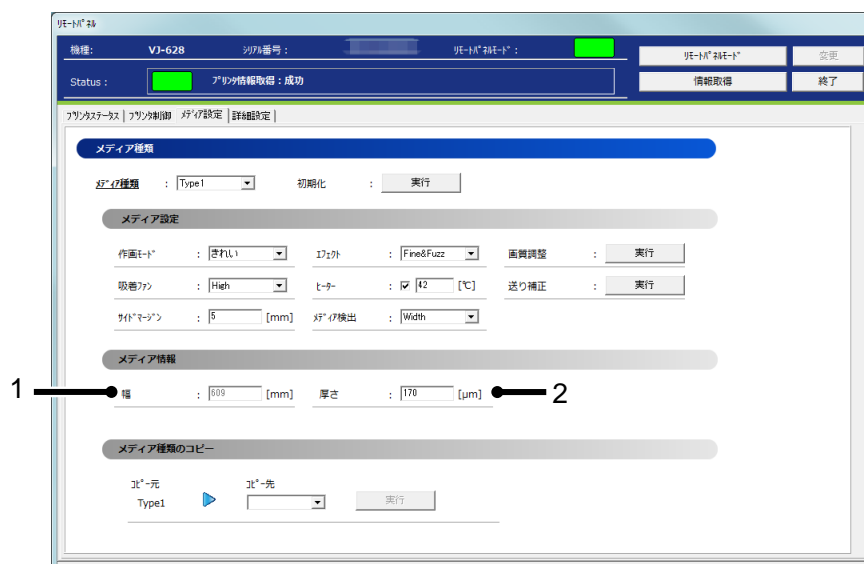 ﾘﾓｰﾄﾊﾟﾈﾙ
機種: VJ-628 ｼﾘｱﾙ番号 : ﾘﾓｰﾄﾊﾟﾈﾙﾓｰﾄﾞ : ﾘﾓｰﾄﾊﾟﾈﾙﾓｰﾄﾞ 変更
Status : ﾌﾟﾘﾝﾀ情報取得 : 成功 情報取得 終了
ﾌﾟﾘﾝﾀｽﾃｰﾀｽ ﾌﾟﾘﾝﾀ制御 ﾒﾃﾞｨｱ設定 詳細設定
メディア種類
ﾒﾃﾞｨｱ種類 : Type1 初期化 : 実行
メディア設定
作画ﾓｰﾄﾞ : きれい ｴﾌｪｸﾄ : Fine&Fuzz 画質調整 : 実行
吸着ﾌｧﾝ : High ﾋｰﾀｰ : 42 [℃] 送り補正 : 実行
ｻｲﾄﾞﾏｰｼﾞﾝ : 5 [mm] ﾒﾃﾞｨｱ検出 : Width
メディア情報
1 幅 : 609 [mm] 厚さ : 170 [μm] 2
メディア種類のコピー
ｺﾋﾟｰ元 ｺﾋﾟｰ先
Type1 実行